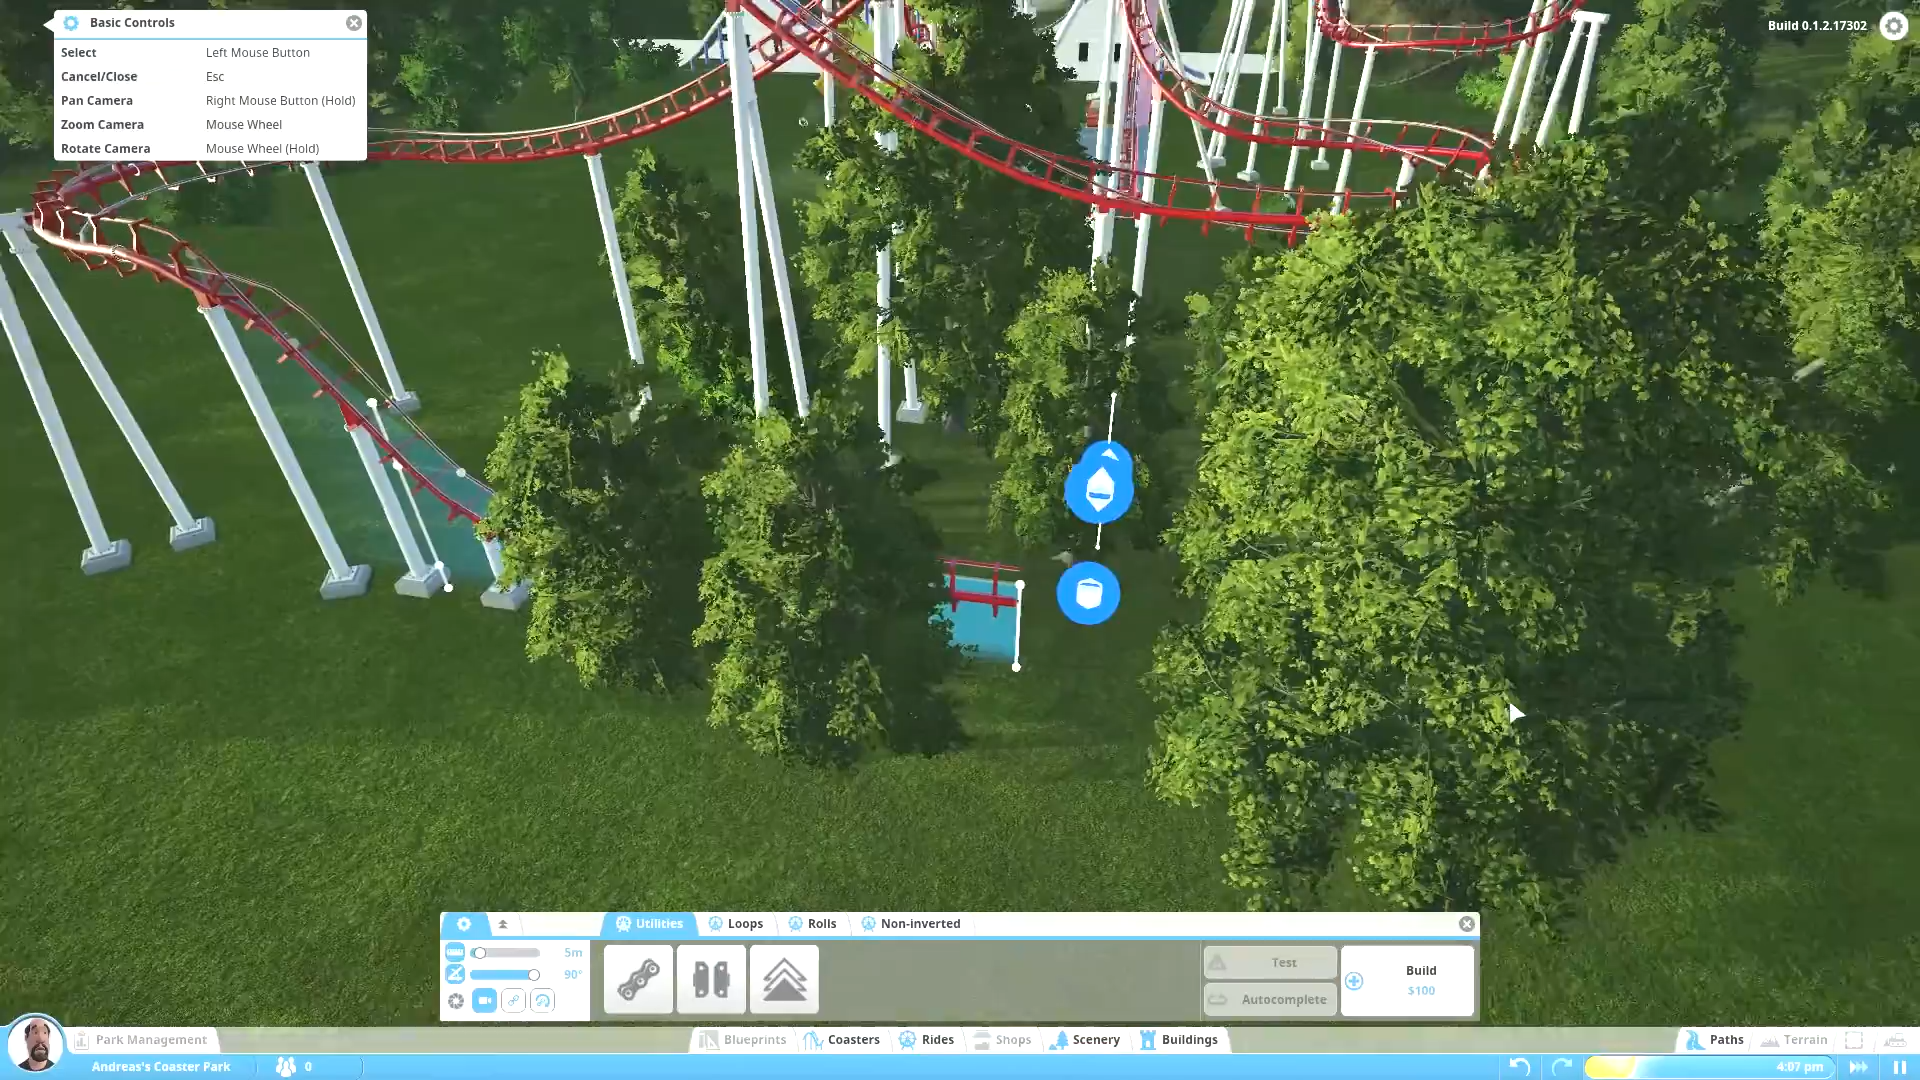 Basic Controls
Select Left Mouse Button
Cancel/Close Esc
Pan Camera Right Mouse Button (Hold)
Zoom Camera Mouse Wheel
Rotate Camera Mouse Wheel (Hold)
Build 0.1.2.17302
Utilities Loops Rolls Non-inverted
5m
90°
Test
Autocomplete
Build
$100
Park Management Blueprints Coasters Rides Shops Scenery Buildings Paths Terrain
Andreas's Coaster Park 0 4:07 pm